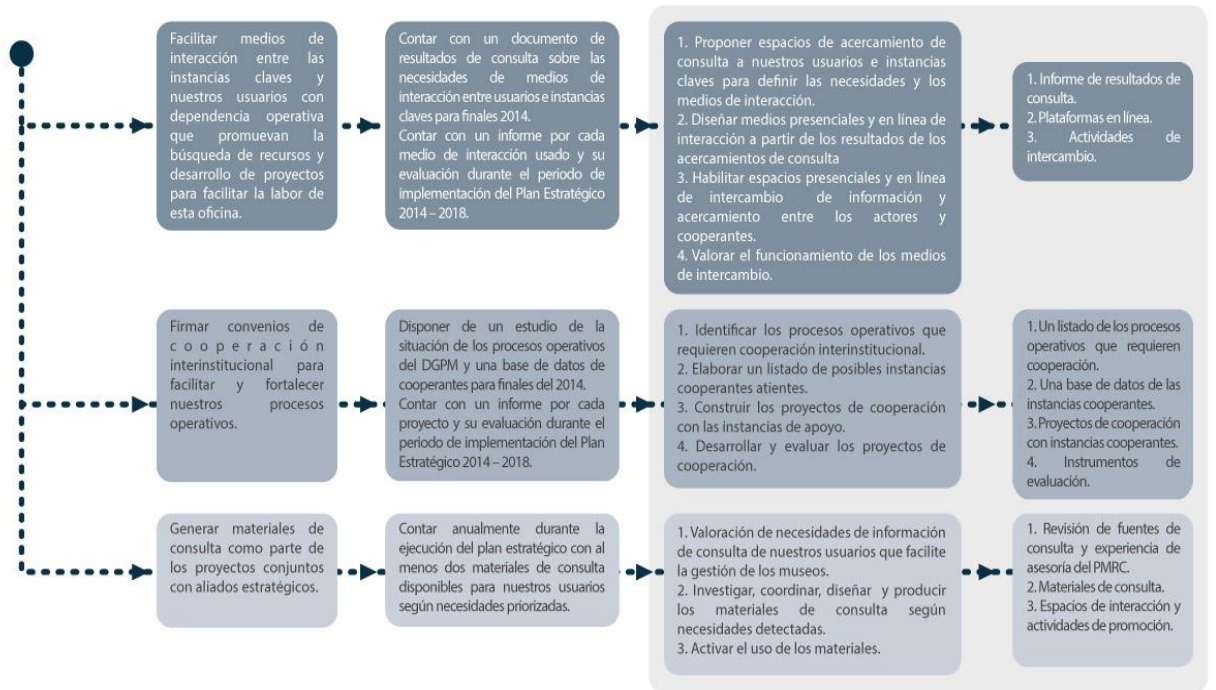 Facilitar medios de
interacción entre las
instancias claves y
nuestros usuarios con
dependencia operativa
que promuevan la
búsqueda de recursos y
desarrollo de proyectos
para facilitar la labor de
esta oficina.
Contar con un documento de
resultados de consulta sobre las
necesidades de medios de
interacción entre usuarios e instancias
claves para finales 2014.
Contar con un informe por cada
medio de interacción usado y su
evaluación durante el periodo de
implementación del Plan Estratégico
2014 – 2018.
1. Proponer espacios de acercamiento de
consulta a nuestros usuarios e instancias
claves para definir las necesidades y los
medios de interacción.
2. Diseñar medios presenciales y en línea de
interacción a partir de los resultados de los
acercamientos de consulta
3. Habilitar espacios presenciales y en línea
de intercambio de información y
acercamiento entre los actores y
cooperantes.
4. Valorar el funcionamiento de los medios
de intercambio.
1. Informe de resultados de
consulta.
2. Plataformas en línea.
3. Actividades de
intercambio.
Firmar convenios de
cooperación
interinstitucional para
facilitar y fortalecer
nuestros procesos
operativos.
Disponer de un estudio de la
situación de los procesos operativos
del DGPM y una base de datos de
cooperantes para finales del 2014.
Contar con un informe por cada
proyecto y su evaluación durante el
periodo de implementación del Plan
Estratégico 2014 – 2018.
1. Identificar los procesos operativos que
requieren cooperación interinstitucional.
2. Elaborar un listado de posibles instancias
cooperantes atientes.
3. Construir los proyectos de cooperación
con las instancias de apoyo.
4. Desarrollar y evaluar los proyectos de
cooperación.
1. Un listado de los procesos
operativos que requieren
cooperación.
2. Una base de datos de las
instancias cooperantes.
3. Proyectos de cooperación
con instancias cooperantes.
4. Instrumentos de
evaluación.
Generar materiales de
consulta como parte de
los proyectos conjuntos
con aliados estratégicos.
Contar anualmente durante la
ejecución del plan estratégico con al
menos dos materiales de consulta
disponibles para nuestros usuarios
según necesidades priorizadas.
1. Valoración de necesidades de información
de consulta de nuestros usuarios que facilite
la gestión de los museos.
2. Investigar, coordinar, diseñar y producir
los materiales de consulta según
necesidades detectadas.
3. Activar el uso de los materiales.
1. Revisión de fuentes de
consulta y experiencia de
asesoría del PMRC.
2. Materiales de consulta.
3. Espacios de interacción y
actividades de promoción.